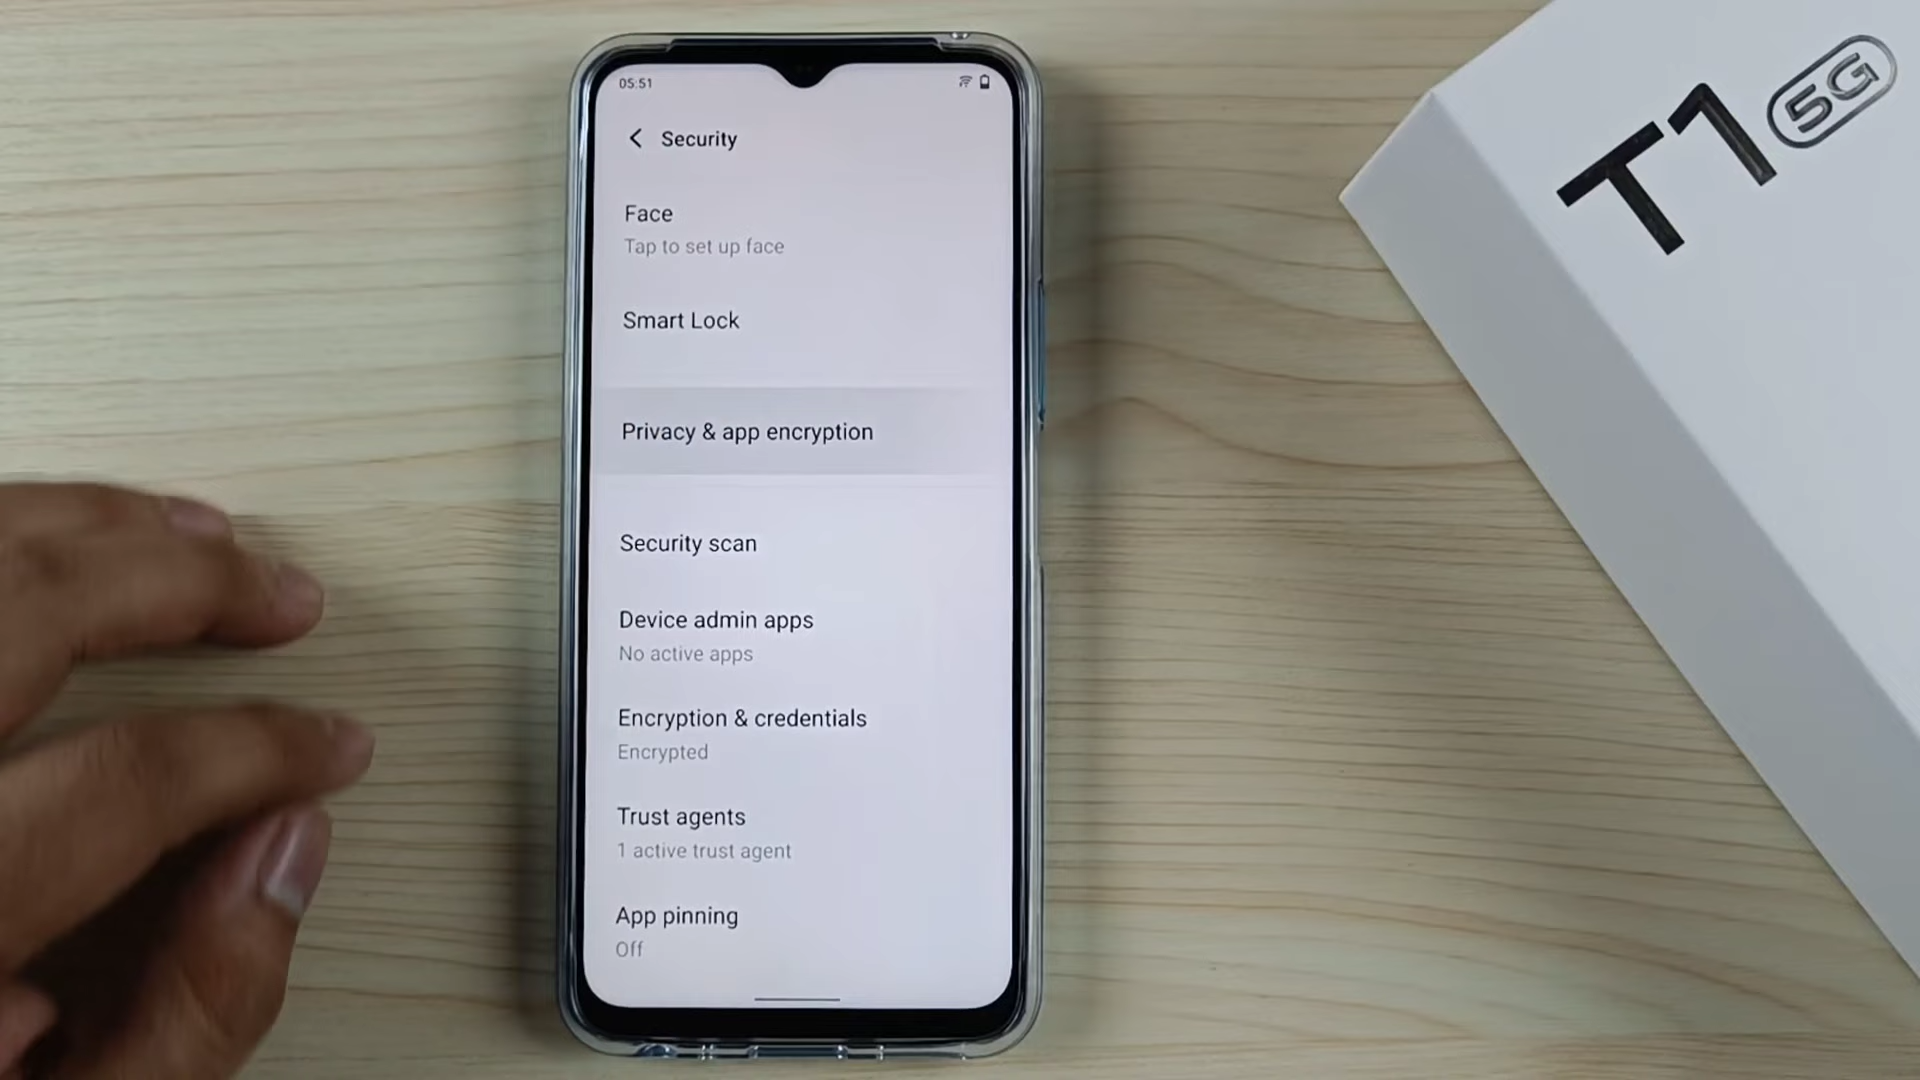 05:51
Security
Face
Tap to set up face
Smart Lock
Privacy & app encryption
Security scan
Device admin apps
No active apps
Encryption & credentials
Encrypted
Trust agents
1 active trust agent
App pinning
Off
T1 5G